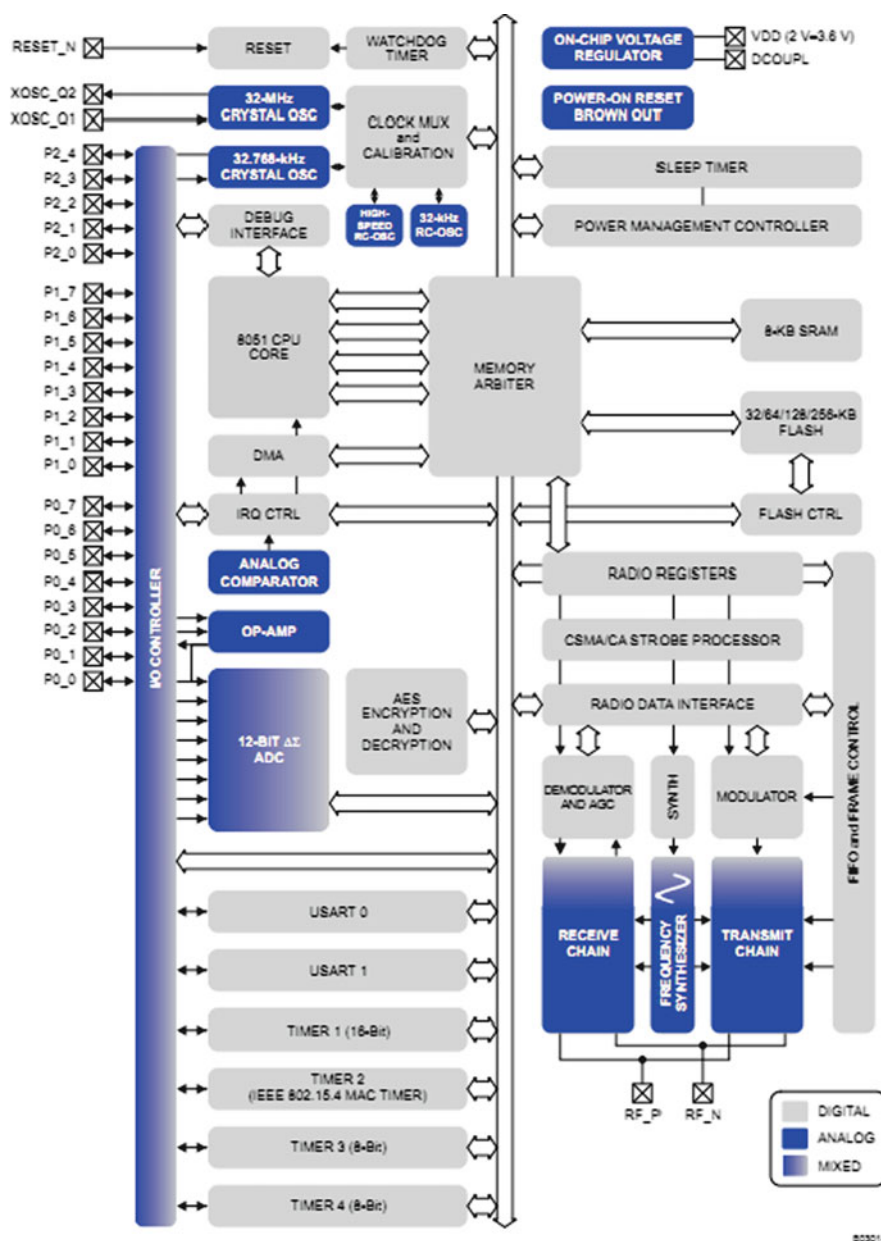 RESET_N
RESET
WATCHDOG
TIMER
ON-CHIP VOLTAGE
REGULATOR
VDD (2 V–3.6 V)
DCOUPL
XOSC_Q2
XOSC_Q1
32-MHz
CRYSTAL OSC
CLOCK MUX
and
CALIBRATION
POWER-ON RESET
BROWN OUT
P2_4
P2_3
P2_2
P2_1
P2_0
32.768-kHz
CRYSTAL OSC
HIGH-
SPEED
RC-OSC
32-kHz
RC-OSC
DEBUG
INTERFACE
SLEEP TIMER
POWER MANAGEMENT CONTROLLER
P1_7
P1_6
P1_5
P1_4
P1_3
P1_2
P1_1
P1_0
8051 CPU
CORE
MEMORY
ARBITER
8-KB SRAM
32/64/128/256-KB
FLASH
DMA
P0_7
P0_6
P0_5
P0_4
P0_3
P0_2
P0_1
P0_0
IRQ CTRL
FLASH CTRL
I/O CONTROLLER
ANALOG
COMPARATOR
RADIO REGISTERS
OP-AMP
CSMA/CA STROBE PROCESSOR
12-BIT ΔΣ
ADC
AES
ENCRYPTION
AND
DECRYPTION
RADIO DATA INTERFACE
DEMODULATOR
AND AGC
SYNTH
MODULATOR
FIFO and FRAME CONTROL
RECEIVE
CHAIN
FREQUENCY
SYNTHESIZER
TRANSMIT
CHAIN
USART 0
USART 1
TIMER 1 (16-Bit)
TIMER 2
(IEEE 802.15.4 MAC TIMER)
TIMER 3 (8-Bit)
TIMER 4 (8-Bit)
RF_P
RF_N
DIGITAL
ANALOG
MIXED
B0301